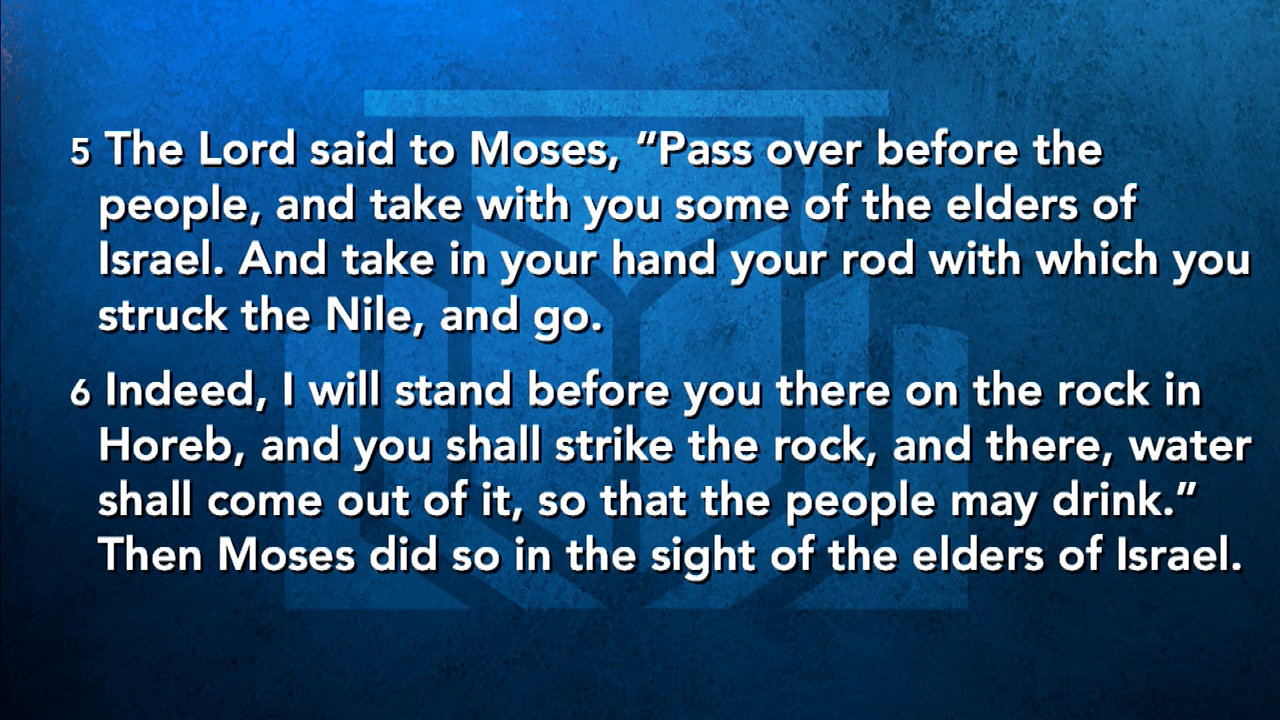 5 The Lord said to Moses, “Pass over before the
people, and take with you some of the elders of
Israel. And take in your hand your rod with which you
struck the Nile, and go.
6 Indeed, I will stand before you there on the rock in
Horeb, and you shall strike the rock, and there, water
shall come out of it, so that the people may drink.”
Then Moses did so in the sight of the elders of Israel.